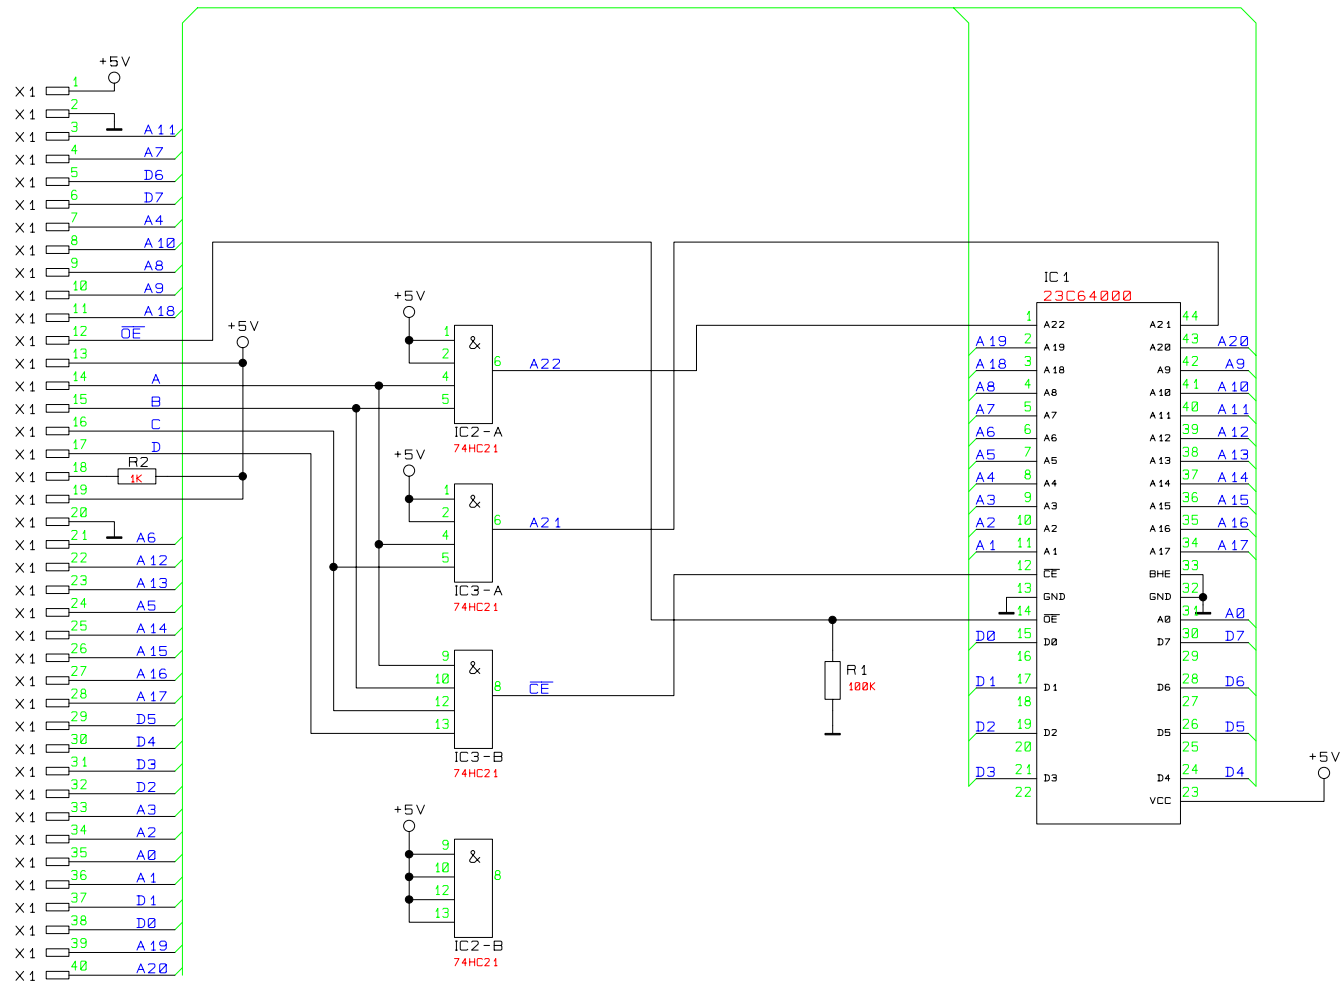 +5V
X1 1
X1 2
X1 3 A11
X1 4 A7
X1 5 D6
X1 6 D7
X1 7 A4
X1 8 A10
X1 9 A8
X1 10 A9
X1 11 A18
X1 12 OE
+5V
X1 13
X1 14 A
X1 15 B
X1 16 C
X1 17 D
X1 18
R2
1K
X1 19
X1 20
X1 21 A6
X1 22 A12
X1 23 A13
X1 24 A5
X1 25 A14
X1 26 A15
X1 27 A16
X1 28 A17
X1 29 D5
X1 30 D4
X1 31 D3
X1 32 D2
X1 33 A3
X1 34 A2
X1 35 A0
X1 36 A1
X1 37 D1
X1 38 D0
X1 39 A19
X1 40 A20
+5V
1 &
2
6 A22
4
5
IC2-A
74HC21
+5V
1 &
2
6 A21
4
5
IC3-A
74HC21
9 &
10
8 CE
12
13
IC3-B
74HC21
+5V
9 &
10
8
12
13
IC2-B
74HC21
R1
100K
IC1
23C64000
1 A22 A21 44
A19 2 A19 A20 43 A20
A18 3 A18 A9 42 A9
A8 4 A8 A10 41 A10
A7 5 A7 A11 40 A11
A6 6 A6 A12 39 A12
A5 7 A5 A13 38 A13
A4 8 A4 A14 37 A14
A3 9 A3 A15 36 A15
A2 10 A2 A16 35 A16
A1 11 A1 A17 34 A17
12 CE BHE 33
13 GND GND 32
14 OE A0 31 A0
D0 15 D0 D7 30 D7
16 29
D1 17 D1 D6 28 D6
18 27
D2 19 D2 D5 26 D5
20 25
D3 21 D3 D4 24 D4
22 VCC 23
+5V